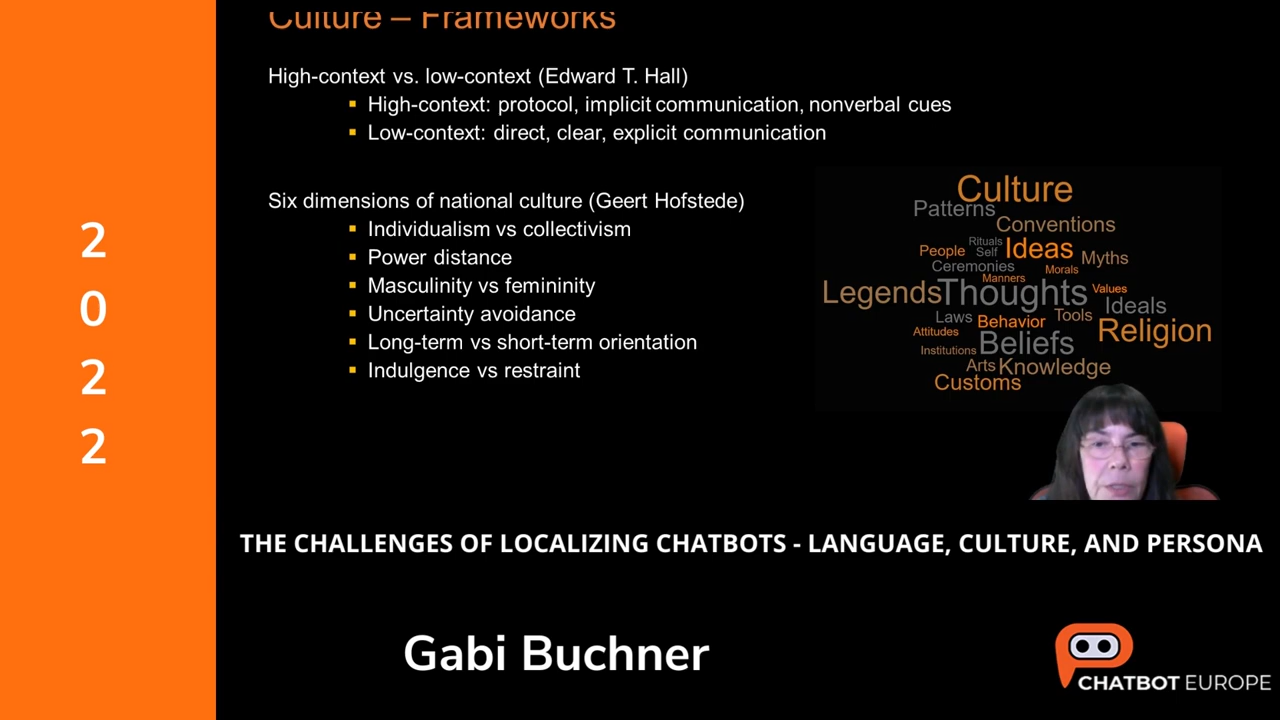 2
0
2
2
Culture – Frameworks
High-context vs. low-context (Edward T. Hall)
High-context: protocol, implicit communication, nonverbal cues
Low-context: direct, clear, explicit communication
Six dimensions of national culture (Geert Hofstede)
Individualism vs collectivism
Power distance
Masculinity vs femininity
Uncertainty avoidance
Long-term vs short-term orientation
Indulgence vs restraint
Culture
Patterns
Conventions
People Rituals Self Ideas Myths
Ceremonies Morals
Manners
Legends Thoughts Values
Ideals
Laws Behavior Tools
Attitudes Religion
Institutions Beliefs
Arts Knowledge
Customs
THE CHALLENGES OF LOCALIZING CHATBOTS - LANGUAGE, CULTURE, AND PERSONA
Gabi Buchner
CHATBOT EUROPE